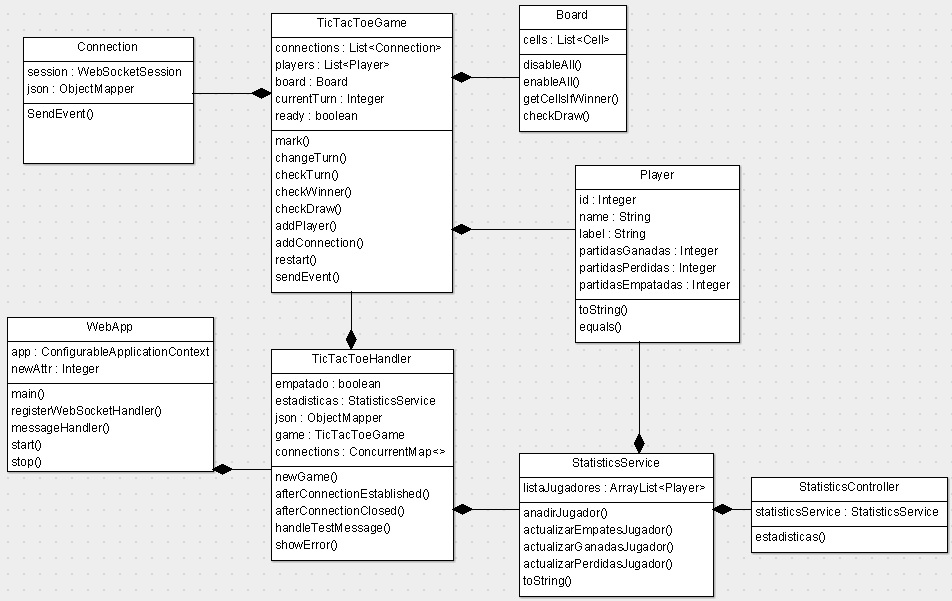 Connection
session : WebSocketSession
json : ObjectMapper
SendEvent()
TicTacToeGame
connections : List<Connection>
players : List<Player>
board : Board
currentTurn : Integer
ready : boolean
mark()
changeTurn()
checkTurn()
checkWinner()
checkDraw()
addPlayer()
addConnection()
restart()
sendEvent()
Board
cells : List<Cell>
disableAll()
enableAll()
getCellsIfWinner()
checkDraw()
Player
id : Integer
name : String
label : String
partidasGanadas : Integer
partidasPerdidas : Integer
partidasEmpatadas : Integer
toString()
equals()
WebApp
app : ConfigurableApplicationContext
newAttr : Integer
main()
registerWebSocketHandler()
messageHandler()
start()
stop()
TicTacToeHandler
empatado : boolean
estadisticas : StatisticsService
json : ObjectMapper
game : TicTacToeGame
connections : ConcurrentMap<>
newGame()
afterConnectionEstablished()
afterConnectionClosed()
handleTestMessage()
showError()
StatisticsService
listaJugadores : ArrayList<Player>
anadirJugador()
actualizarEmpatesJugador()
actualizarGanadasJugador()
actualizarPerdidasJugador()
toString()
StatisticsController
statisticsService : StatisticsService
estadisticas()